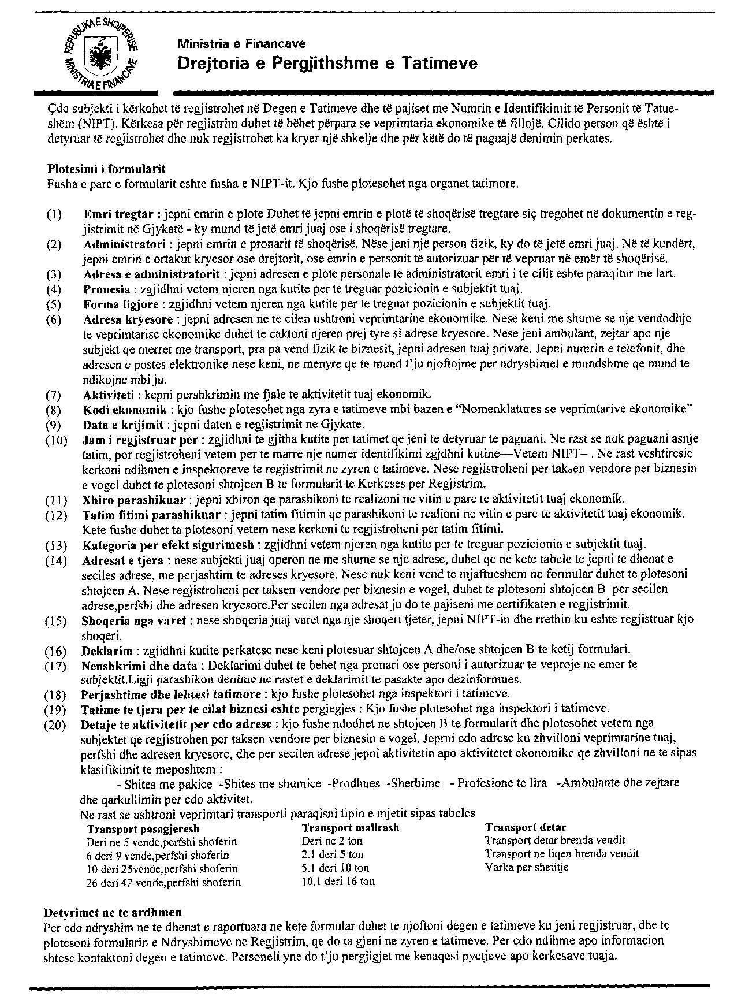 REPUBLIKA E SHQIPERISE
MINISTRIA E FINANCAVE
Ministria e Financave
Drejtoria e Pergjithshme e Tatimeve
Çdo subjekti i kërkohet të regjistrohet në Degen e Tatimeve dhe të pajiset me Numrin e Identifikimit të Personit të Tatue-
shëm (NIPT). Kërkesa për regjistrim duhet të bëhet përpara se veprimtaria ekonomike të fillojë. Cilido person që është i
detyruar të regjistrohet dhe nuk regjistrohet ka kryer një shkelje dhe për këtë do të paguajë denimin perkates.
Plotesimi i formularit
Fusha e pare e formularit eshte fusha e NIPT-it. Kjo fushe plotesohet nga organet tatimore.
(1) Emri tregtar : jepni emrin e plote Duhet të jepni emrin e plotë të shoqërisë tregtare siç tregohet në dokumentin e reg-
jistrimit në Gjykatë - ky mund të jetë emri juaj ose i shoqërisë tregtare.
(2) Administratori : jepni emrin e pronarit të shoqërisë. Nëse jeni një person fizik, ky do të jetë emri juaj. Në të kundërt,
jepni emrin e ortakut kryesor ose drejtorit, ose emrin e personit të autorizuar për të vepruar në emër të shoqërisë.
(3) Adresa e administratorit : jepni adresen e plote personale te administratorit emri i te cilit eshte paraqitur me lart.
(4) Pronesia : zgjidhni vetem njeren nga kutite per te treguar pozicionin e subjektit tuaj.
(5) Forma ligjore : zgjidhni vetem njeren nga kutite per te treguar pozicionin e subjektit tuaj.
(6) Adresa kryesore : jepni adresen ne te cilen ushtroni veprimtarine ekonomike. Nese keni me shume se nje vendodhje
te veprimtarise ekonomike duhet te caktoni njeren prej tyre si adrese kryesore. Nese jeni ambulant, zejtar apo nje
subjekt qe merret me transport, pra pa vend fizik te biznesit, jepni adresen tuaj private. Jepni numrin e telefonit, dhe
adresen e postes elektronike nese keni, ne menyre qe te mund t'ju njoftojme per ndryshimet e mundshme qe mund te
ndikojne mbi ju.
(7) Aktiviteti : kepni pershkrimin me fjale te aktivitetit tuaj ekonomik.
(8) Kodi ekonomik : kjo fushe plotesohet nga zyra e tatimeve mbi bazen e “Nomenklatures se veprimtarive ekonomike”
(9) Data e krijimit : jepni daten e regjistrimit ne Gjykate.
(10) Jam i regjistruar per : zgjidhni te gjitha kutite per tatimet qe jeni te detyruar te paguani. Ne rast se nuk paguani asnje
tatim, por regjistroheni vetem per te marre nje numer identifikimi zgjdhni kutine—Vetem NIPT– . Ne rast veshtiresie
kerkoni ndihmen e inspektoreve te regjistrimit ne zyren e tatimeve. Nese regjistroheni per taksen vendore per biznesin
e vogel duhet te plotesoni shtojcen B te formularit te Kerkeses per Regjistrim.
(11) Xhiro parashikuar : jepni xhiron qe parashikoni te realizoni ne vitin e pare te aktivitetit tuaj ekonomik.
(12) Tatim fitimi parashikuar : jepni tatim fitimin qe parashikoni te realioni ne vitin e pare te aktivitetit tuaj ekonomik.
Kete fushe duhet ta plotesoni vetem nese kerkoni te regjistroheni per tatim fitimi.
(13) Kategoria per efekt sigurimesh : zgjidhni vetem njeren nga kutite per te treguar pozicionin e subjektit tuaj.
(14) Adresat e tjera : nese subjekti juaj operon ne me shume se nje adrese, duhet qe ne kete tabele te jepni te dhenat e
seciles adrese, me perjashtim te adreses kryesore. Nese nuk keni vend te mjaftueshem ne formular duhet te plotesoni
shtojcen A. Nese regjistroheni per taksen vendore per biznesin e vogel, duhet te plotesoni shtojcen B per secilen
adrese,perfshi dhe adresen kryesore.Per secilen nga adresat ju do te pajiseni me certifikaten e regjistrimit.
(15) Shoqeria nga varet : nese shoqeria juaj varet nga nje shoqeri tjeter, jepni NIPT-in dhe rrethin ku eshte regjistruar kjo
shoqeri.
(16) Deklarim : zgjidhni kutite perkatese nese keni plotesuar shtojcen A dhe/ose shtojcen B te ketij formulari.
(17) Nenshkrimi dhe data : Deklarimi duhet te behet nga pronari ose personi i autorizuar te veproje ne emer te
subjektit.Ligji parashikon denime ne rastet e deklarimit te pasakte apo dezinformues.
(18) Perjashtime dhe lehtesi tatimore : kjo fushe plotesohet nga inspektori i tatimeve.
(19) Tatime te tjera per te cilat biznesi eshte pergjegjes : Kjo fushe plotesohet nga inspektori i tatimeve.
(20) Detaje te aktivitetit per cdo adrese : kjo fushe ndodhet ne shtojcen B te formularit dhe plotesohet vetem nga
subjektet qe regjistrohen per taksen vendore per biznesin e vogel. Jeprni cdo adrese ku zhvilloni veprimtarine tuaj,
perfshi dhe adresen kryesore, dhe per secilen adrese jepni aktivitetin apo aktivitetet ekonomike qe zhvilloni ne te sipas
klasifikimit te meposhtem :
- Shites me pakice -Shites me shumice -Prodhues -Sherbime - Profesione te lira -Ambulante dhe zejtare
dhe qarkullimin per cdo aktivitet.
Ne rast se ushtroni veprimtari transporti paraqisni tipin e mjetit sipas tabeles
Transport pasagjeresh Transport mallrash Transport detar
Deri ne 5 vende,perfshi shoferin Deri ne 2 ton Transport detar brenda vendit
6 deri 9 vende,perfshi shoferin 2.1 deri 5 ton Transport ne liqen brenda vendit
10 deri 25vende,perfshi shoferin 5.1 deri 10 ton Varka per shetitje
26 deri 42 vende,perfshi shoferin 10.1 deri 16 ton
Detyrimet ne te ardhmen
Per cdo ndryshim ne te dhenat e raportuara ne kete formular duhet te njoftoni degen e tatimeve ku jeni regjistruar, dhe te
plotesoni formularin e Ndryshimeve ne Regjistrim, qe do ta gjeni ne zyren e tatimeve. Per cdo ndihme apo informacion
shtese kontaktoni degen e tatimeve. Personeli yne do t'ju pergjigjet me kenaqesi pyetjeve apo kerkesave tuaja.